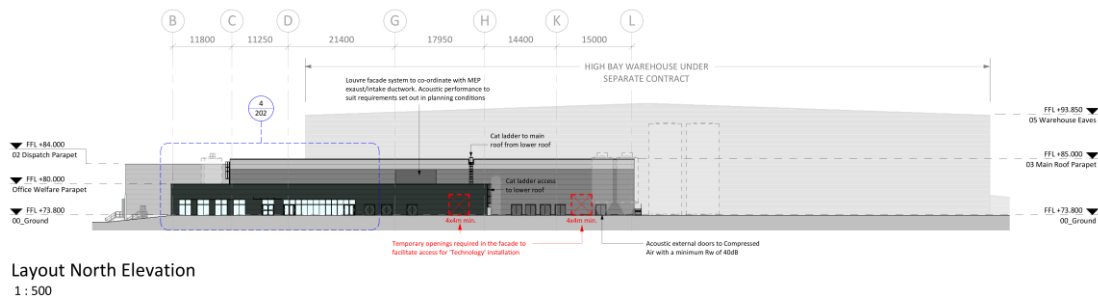 B C D G H K L
11800 11250 21400 17950 14400 15000
HIGH BAY WAREHOUSE UNDER
SEPARATE CONTRACT
Louvre facade system to co-ordinate with MEP
exaust/intake ductwork. Acoustic performance to
suit requirements set out in planning conditions
4
202
Cat ladder to main
roof from lower roof
Cat ladder access
to lower roof
FFL +84.000
02 Dispatch Parapet
FFL +80.000
Office Welfare Parapet
FFL +73.800
00_Ground
FFL +93.850
05 Warehouse Eaves
FFL +85.000
03 Main Roof Parapet
FFL +73.800
00_Ground
4x4m min.
4x4m min.
Temporary openings required in the facade to
facilitate access for 'Technology' installation
Acoustic external doors to Compressed
Air with a minimum Rw of 40dB
Layout North Elevation
1 : 500